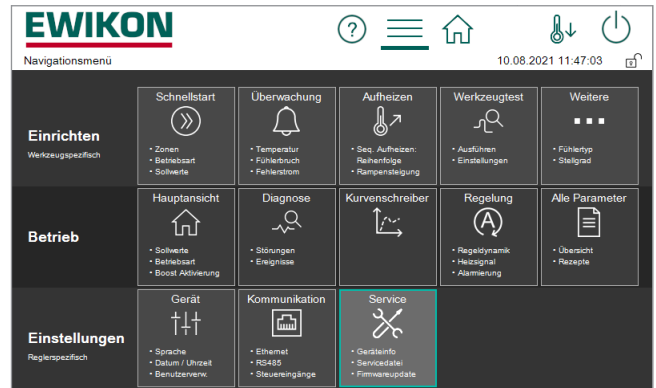 EWIKON
Navigationsmenü
10.08.2021 11:47:03
Einrichten
Werkzeugspezifisch
Schnellstart
• Zonen
• Betriebsart
• Sollwerte
Überwachung
• Temperatur
• Fühlerbruch
• Fehlerstrom
Aufheizen
• Seq. Aufheizen:
Reihenfolge
• Rampensteigung
Werkzeugtest
• Ausführen
• Einstellungen
Weitere
• Fühlertyp
• Stellgrad
Betrieb
Hauptansicht
• Sollwerte
• Betriebsart
• Boost Aktivierung
Diagnose
• Störungen
• Ereignisse
Kurvenschreiber
Regelung
A
• Regeldynamik
• Heizsignal
• Alarmierung
Alle Parameter
• Übersicht
• Rezepte
Einstellungen
Reglerspezifisch
Gerät
• Sprache
• Datum / Uhrzeit
• Benutzerverw.
Kommunikation
• Ethernet
• RS485
• Steuereingänge
Service
• Geräteinfo
• Servicedatei
• Firmwareupdate